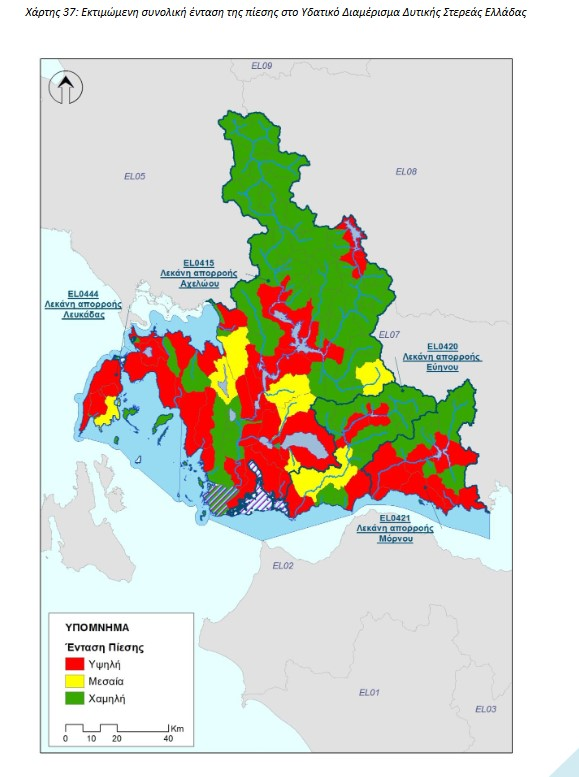 Χάρτης 37: Εκτιμώμενη συνολική ένταση της πίεσης στο Υδατικό Διαμέρισμα Δυτικής Στερεάς Ελλάδας
EL09
EL05
EL08
EL0415
Λεκάνη απορροής
Αχελώου
EL0444
Λεκάνη απορροής
Λευκάδας
EL07
EL0420
Λεκάνη απορροής
Εύηνου
EL0421
Λεκάνη απορροής
Μόρνου
EL02
EL01
EL03
ΥΠΟΜΝΗΜΑ
Ένταση Πίεσης
Υψηλή
Μεσαία
Χαμηλή
Km
0 10 20 40